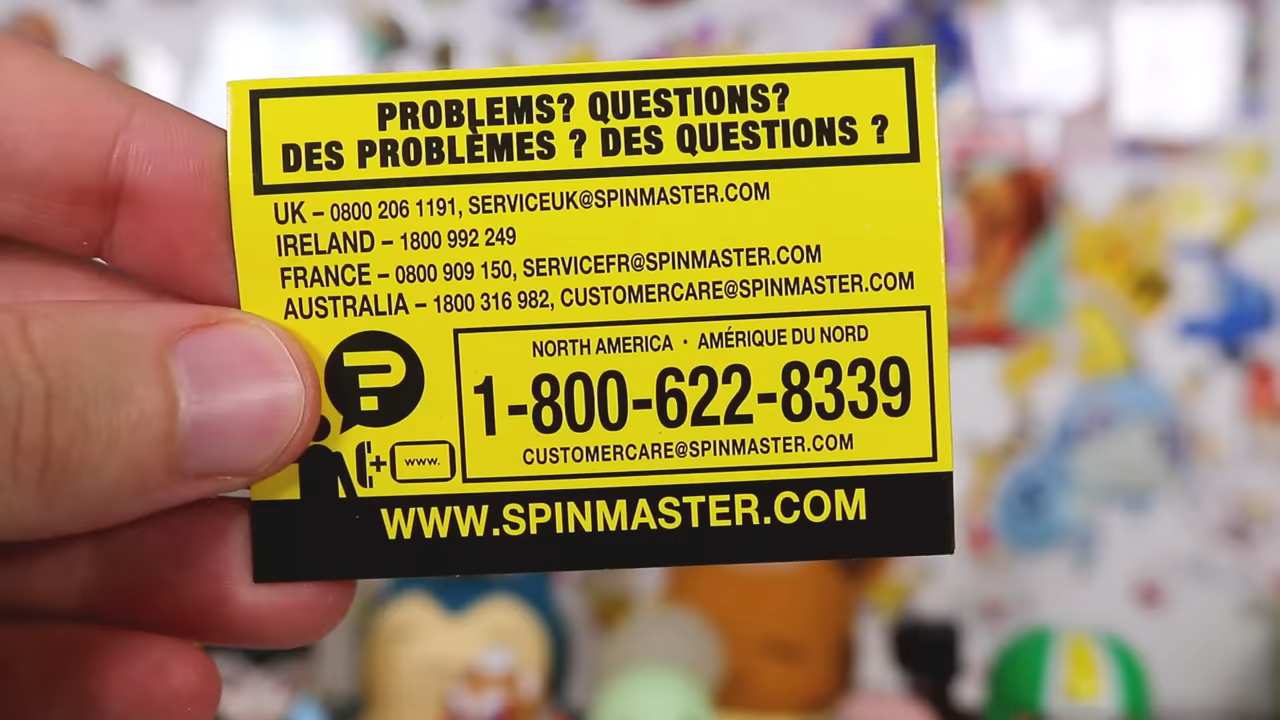 PROBLEMS? QUESTIONS?
DES PROBLÈMES ? DES QUESTIONS ?
UK – 0800 206 1191, SERVICEUK@SPINMASTER.COM
IRELAND – 1800 992 249
FRANCE – 0800 909 150, SERVICEFR@SPINMASTER.COM
AUSTRALIA – 1800 316 982, CUSTOMERCARE@SPINMASTER.COM
?
NORTH AMERICA · AMÉRIQUE DU NORD
1-800-622-8339
CUSTOMERCARE@SPINMASTER.COM
+ www.
WWW.SPINMASTER.COM